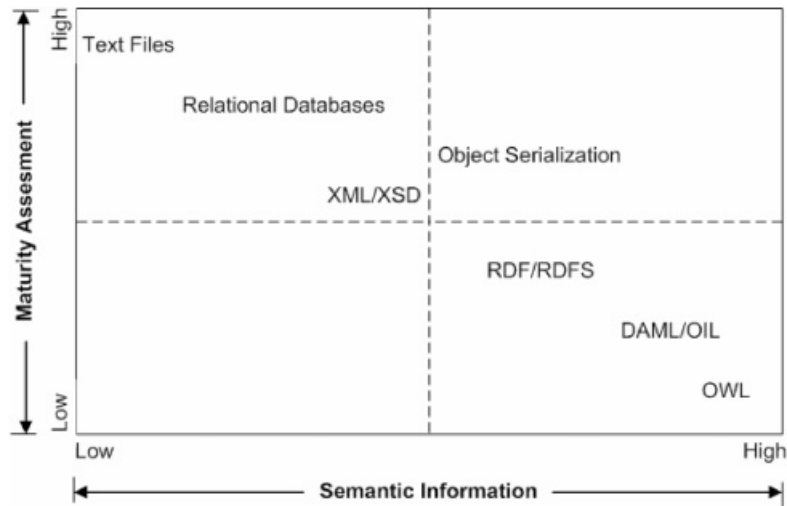 High
Text Files
Relational Databases
Object Serialization
XML/XSD
Maturity Assesment
RDF/RDFS
DAML/OIL
OWL
Low
Low
High
Semantic Information